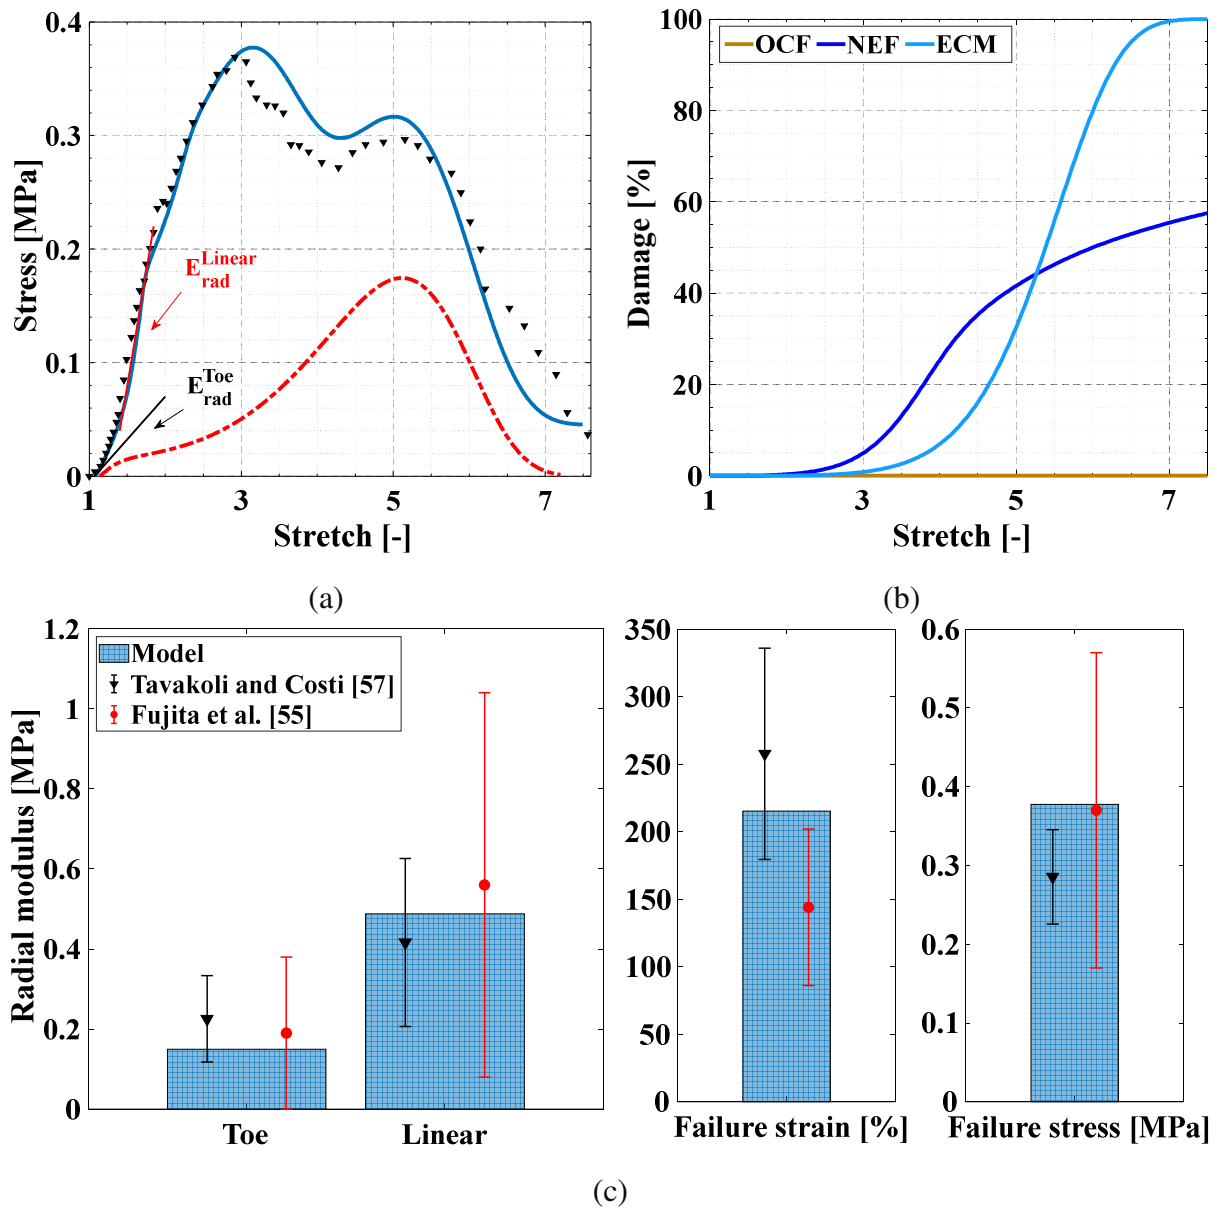 0.4
0.3
0.2
0.1
0
Stress [MPa]
E rad Linear
E rad Toe
1 3 5 7
Stretch [-]
(a)
100
80
60
40
20
0
Damage [%]
OCF NEF ECM
1 3 5 7
Stretch [-]
(b)
1.2
1
0.8
0.6
0.4
0.2
0
Radial modulus [MPa]
Model
Tavakoli and Costi [57]
Fujita et al. [55]
Toe Linear
350
300
250
200
150
100
50
0
Failure strain [%]
0.6
0.5
0.4
0.3
0.2
0.1
0
Failure stress [MPa]
(c)